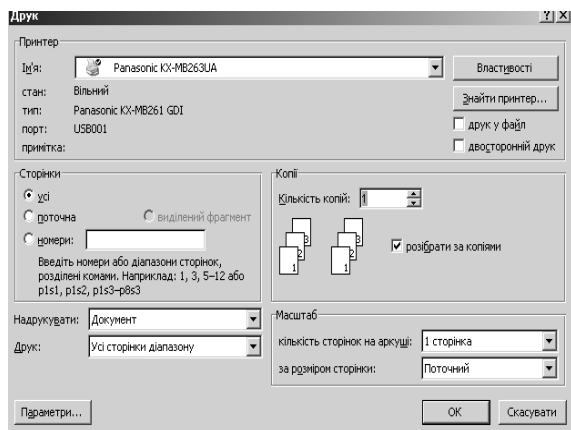 Друк
Принтер
Ім'я: Panasonic KX-MB263UA Властивості
стан: Вільний Знайти принтер...
тип: Panasonic KX-MB261 GDI
порт: USB001 друк у файл
примітка: двосторонній друк
Сторінки
усі
поточна виділений фрагмент
номери:
Введіть номери або діапазони сторінок,
розділені комами. Наприклад: 1, 3, 5–12 або
p1s1, p1s2, p1s3–p8s3
Копії
Кількість копій: 1
1 2 3 1 2 3 розібрати за копіями
Надрукувати: Документ
Друк: Усі сторінки діапазону
Масштаб
кількість сторінок на аркуші: 1 сторінка
за розміром сторінки: Поточний
Параметри... ОК Скасувати